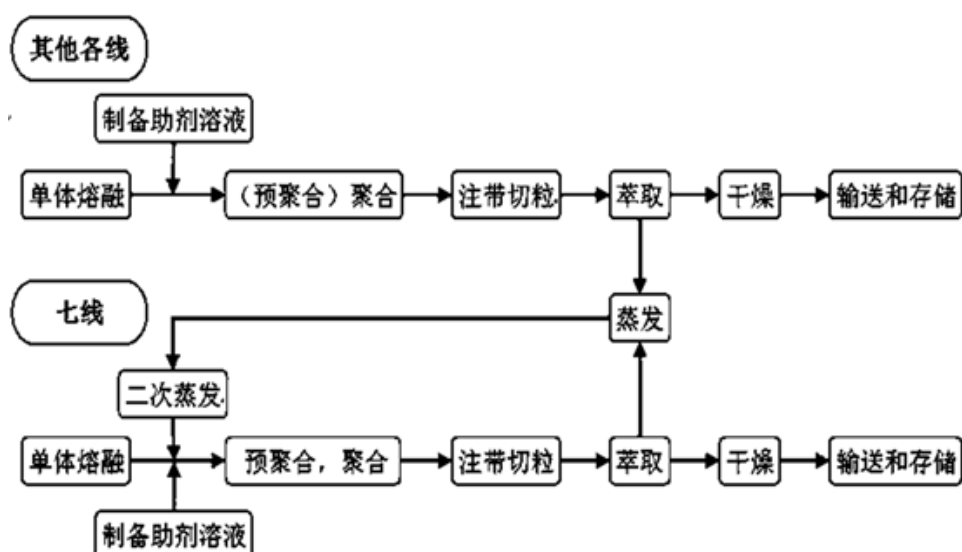 其他各线
制备助剂溶液
单体熔融
（预聚合）聚合
注带切粒
萃取
干燥
输送和存储
七线
蒸发
二次蒸发
单体熔融
预聚合，聚合
注带切粒
萃取
干燥
输送和存储
制备助剂溶液